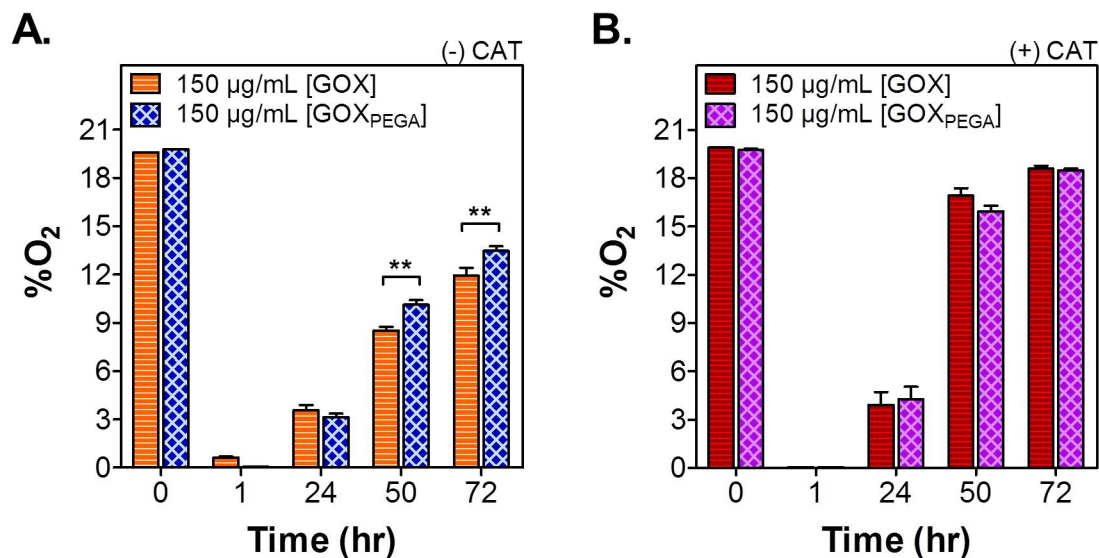 A.
(-) CAT
150 µg/mL [GOX]
150 µg/mL [GOXPEGA]
%O2
21
18
15
12
9
6
3
0
**
**
0 1 24 50 72
Time (hr)
B.
(+) CAT
150 µg/mL [GOX]
150 µg/mL [GOXPEGA]
%O2
21
18
15
12
9
6
3
0
0 1 24 50 72
Time (hr)